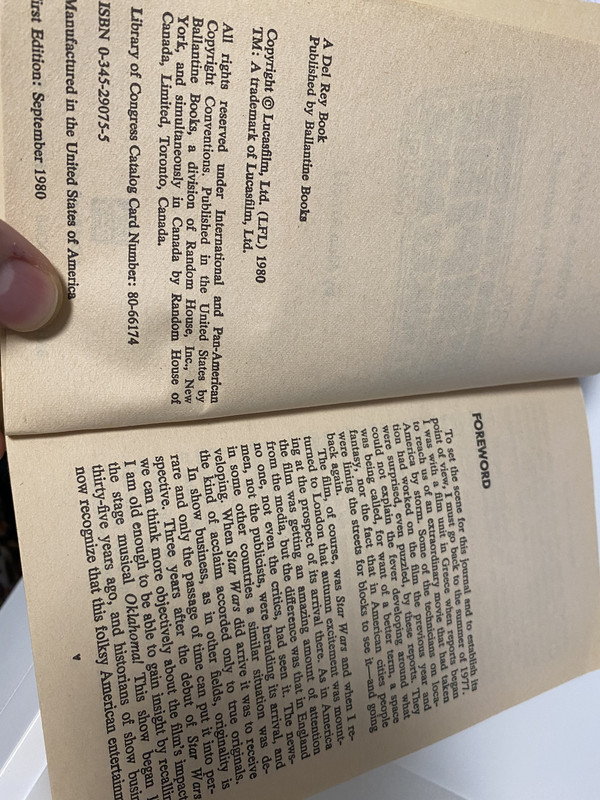 A Del Rey Book
Published by Ballantine Books
Copyright © Lucasfilm, Ltd. (LFL) 1980
TM: A trademark of Lucasfilm, Ltd.
All rights reserved under International and Pan-American
Copyright Conventions. Published in the United States by
Ballantine Books, a division of Random House, Inc., New
York, and simultaneously in Canada by Random House of
Canada, Limited, Toronto, Canada.
Library of Congress Catalog Card Number: 80-66174
ISBN 0-345-29075-5
Manufactured in the United States of America
irst Edition: September 1980
FOREWORD
To set the scene for this journal and to establish its
point of view, I must go back to the summer of 1977.
I was with a film unit in Greece when reports began
to reach us of an extraordinary movie that had taken
America by storm. Some of the technicians on loca-
tion had worked on the film the previous year and
were surprised, even puzzled, by these reports. They
could not explain the fever developing around what
was being called, for want of a better term, a space
fantasy, nor the fact that in American cities people
were lining the streets for blocks to see it—and going
back again.
The film, of course, was Star Wars and when I re-
turned to London that autumn excitement was mount-
ing at the prospect of its arrival there. As in America
the film was getting an amazing amount of attention
from the media, but the difference was that in England
no one, not even the critics, had seen it. The news-
men, not the publicists, were heralding its arrival, and
in some other countries a similar situation was de-
veloping. When Star Wars did arrive it was to receive
the kind of acclaim accorded only to true originals.
In show business, as in other fields, originality is
rare and only the passage of time can put it into per-
spective. Three years after the debut of Star Wars
we can think more objectively about the film's impact
I am old enough to be able to gain insight by recallin
the stage musical Oklahoma! This show began
thirty-five years ago, and historians of show busin
now recognize that this folksy American entertainm
v